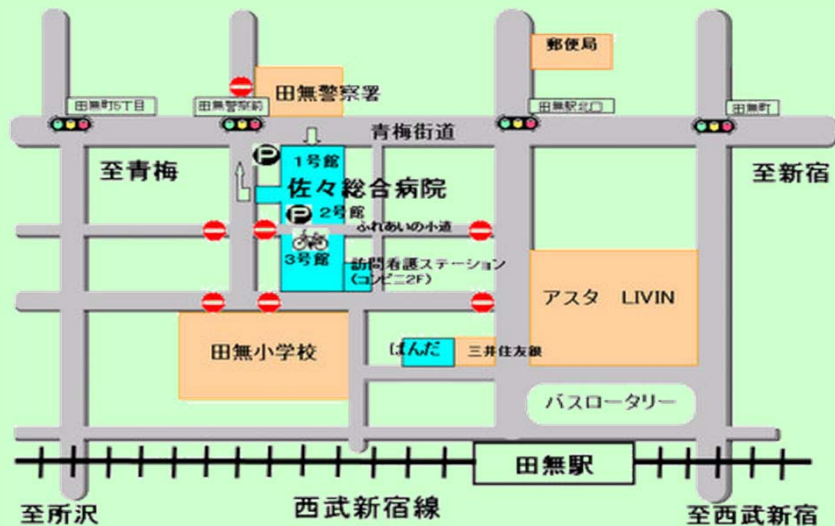 郵便局
田無警察署
田無町5丁目
田無警察前
田無駅北口
田無町
青梅街道
至青梅
至新宿
P
1号館
佐々総合病院
P
2号館
ふれあいの小道
3号館
訪問看護ステーション
(コンビニ2F)
アスタ LIVIN
田無小学校
ぱんだ
三井住友銀
バスロータリー
田無駅
至所沢
西武新宿線
至西武新宿